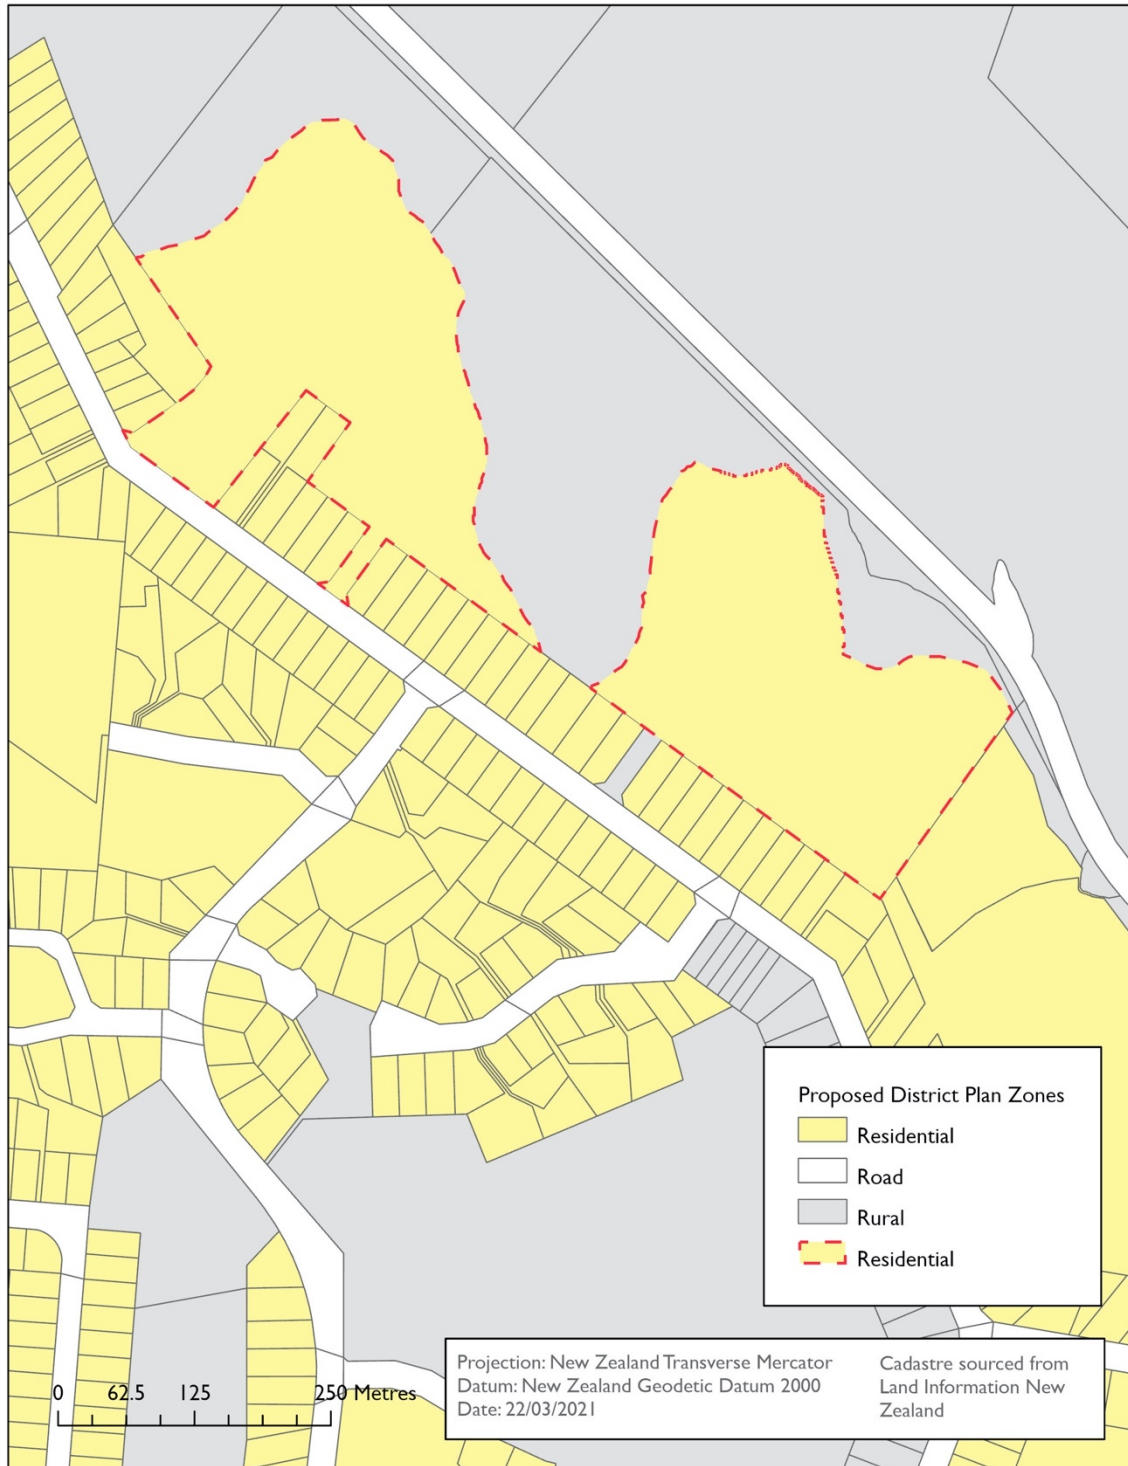 Proposed District Plan Zones
Residential
Road
Rural
Residential
Projection: New Zealand Transverse Mercator
Datum: New Zealand Geodetic Datum 2000
Date: 22/03/2021
Cadastre sourced from
Land Information New
Zealand
0 62.5 125 250 Metres